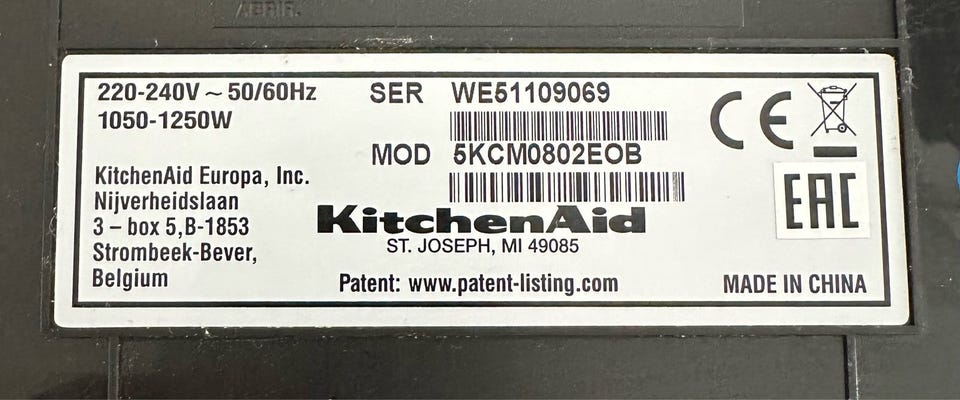 220-240V ~ 50/60Hz
1050-1250W
SER WE51109069
MOD 5KCM0802EOB
KitchenAid Europa, Inc.
Nijverheidslaan
3 – box 5,B-1853
Strombeek-Bever,
Belgium
KitchenAid
ST. JOSEPH, MI 49085
Patent: www.patent-listing.com
CE
EAC
MADE IN CHINA